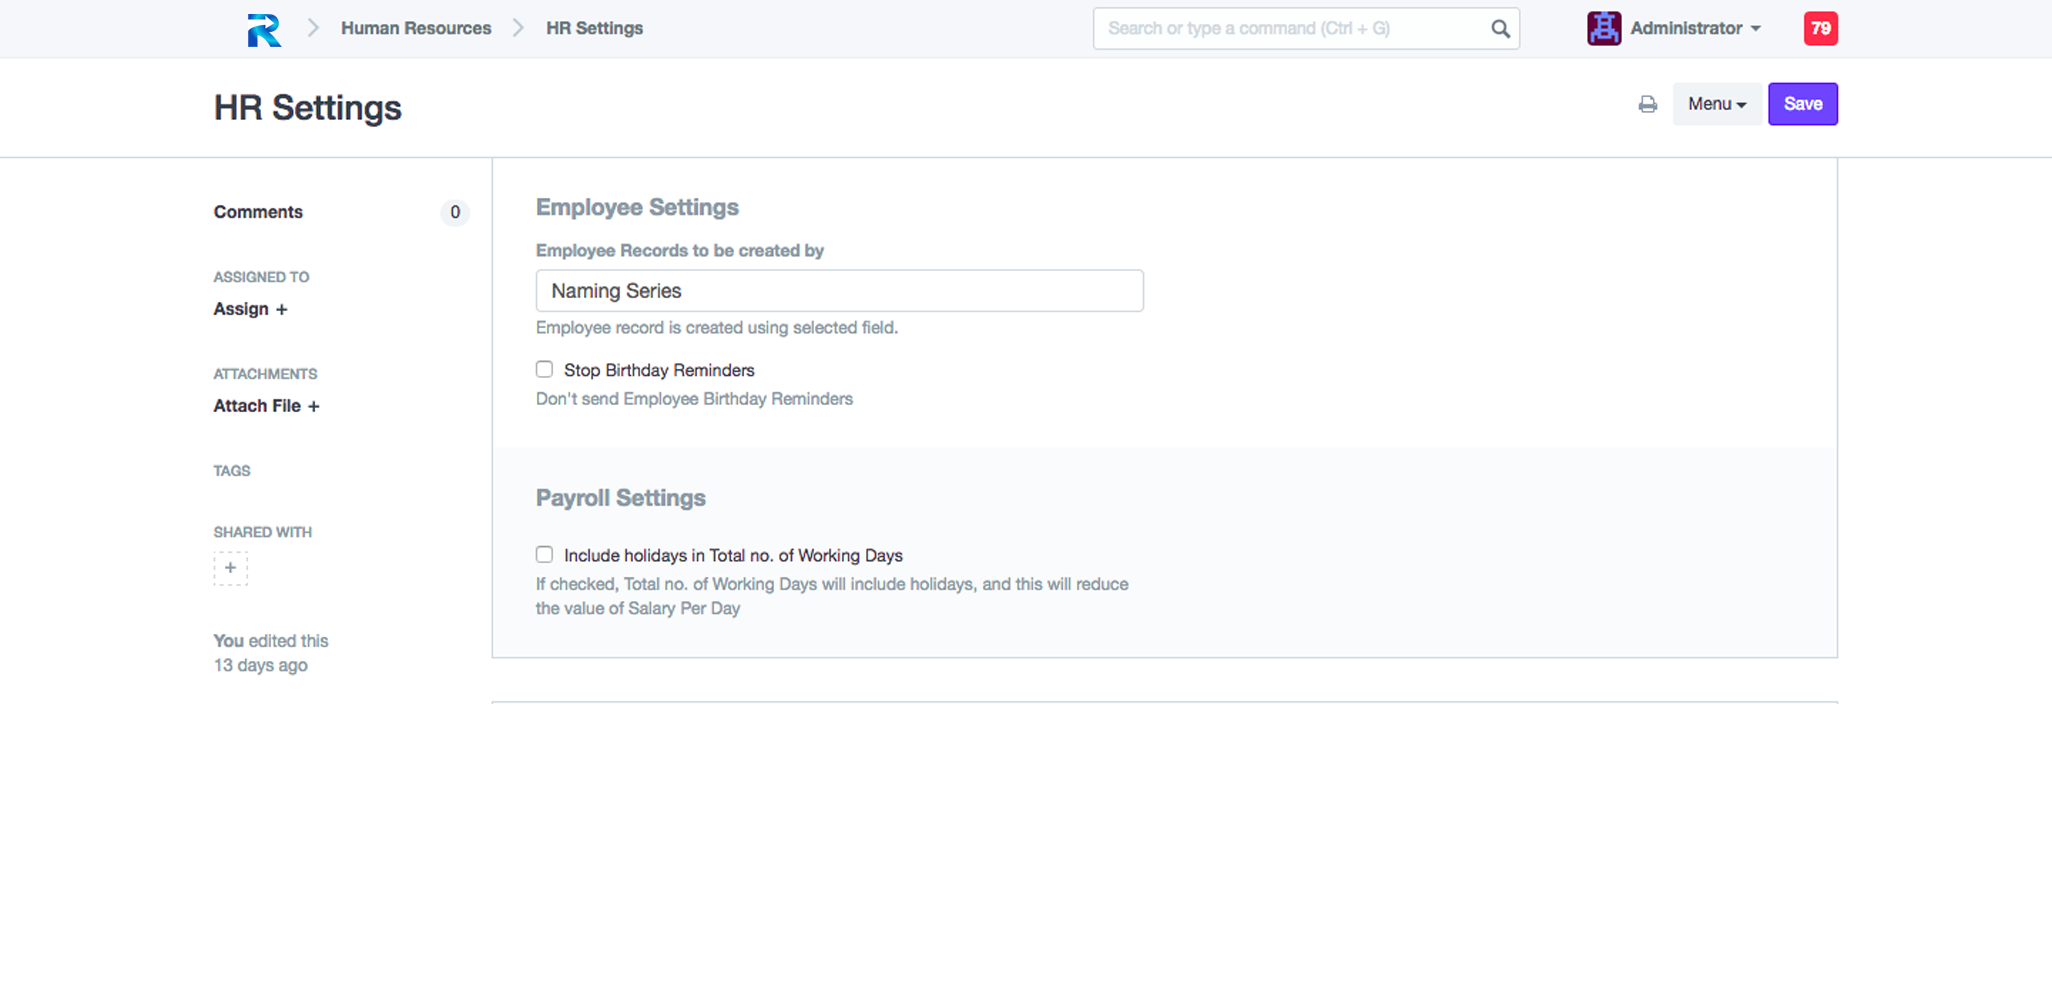 Human Resources
HR Settings
Search or type a command (Ctrl + G)
Administrator
79
HR Settings
Menu
Save
Comments
0
ASSIGNED TO
Assign +
ATTACHMENTS
Attach File +
TAGS
SHARED WITH
+
You edited this
13 days ago
Employee Settings
Employee Records to be created by
Naming Series
Employee record is created using selected field.
Stop Birthday Reminders
Don't send Employee Birthday Reminders
Payroll Settings
Include holidays in Total no. of Working Days
If checked, Total no. of Working Days will include holidays, and this will reduce
the value of Salary Per Day